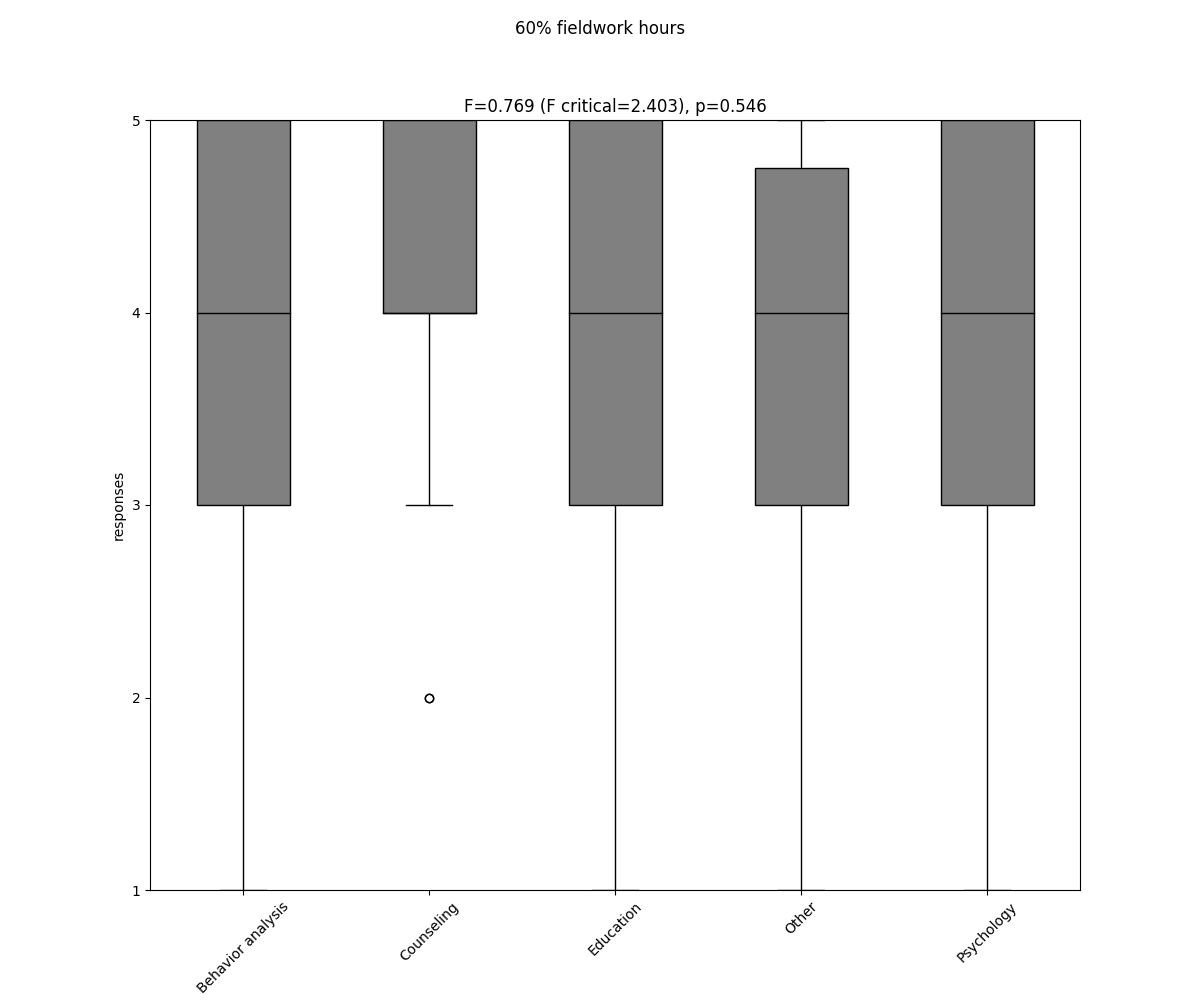 60% fieldwork hours
F=0.769 (F critical=2.403), p=0.546
5
4
3
2
1
responses
Behavior analysis
Counseling
Education
Other
Psychology